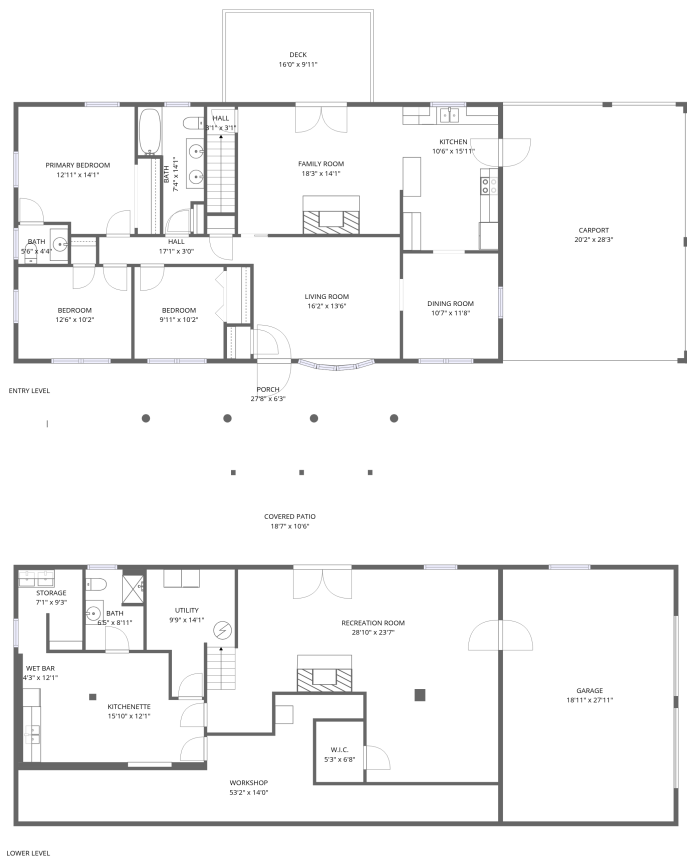 DECK
16'0" x 9'11"
HALL
3'1" x 3'1"
KITCHEN
10'6" x 15'11"
PRIMARY BEDROOM
12'11" x 14'1"
BATH
7'4" x 14'1"
FAMILY ROOM
18'3" x 14'1"
CARPORT
20'2" x 28'3"
BATH
5'6" x 4'4"
HALL
17'1" x 3'0"
BEDROOM
12'6" x 10'2"
BEDROOM
9'11" x 10'2"
LIVING ROOM
16'2" x 13'6"
DINING ROOM
10'7" x 11'8"
ENTRY LEVEL
PORCH
27'8" x 6'3"
COVERED PATIO
18'7" x 10'6"
STORAGE
7'1" x 9'3"
BATH
6'5" x 8'11"
UTILITY
9'9" x 14'1"
RECREATION ROOM
28'10" x 23'7"
WET BAR
4'3" x 12'1"
KITCHENETTE
15'10" x 12'1"
GARAGE
18'11" x 27'11"
W.I.C.
5'3" x 6'8"
WORKSHOP
53'2" x 14'0"
LOWER LEVEL